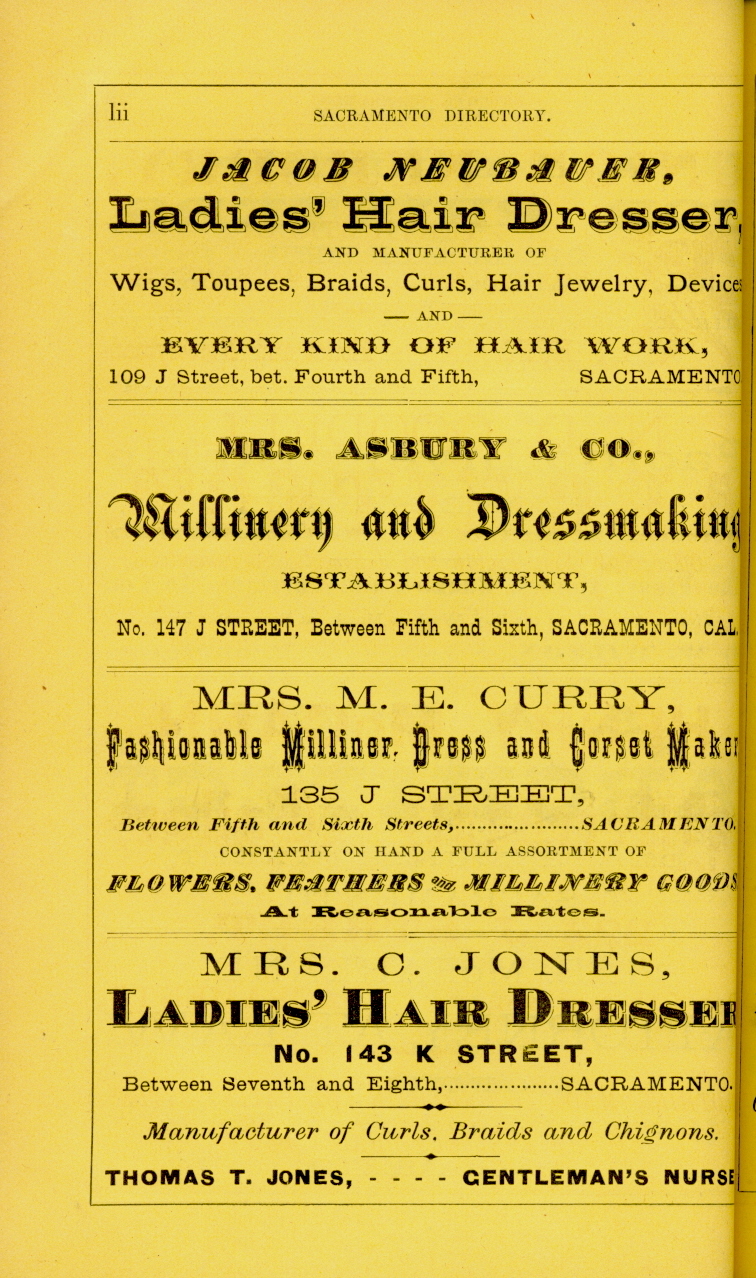 lii SACRAMENTO DIRECTORY.
JACOB NEUBAUER,
Ladies' Hair Dresser,
AND MANUFACTURER OF
Wigs, Toupees, Braids, Curls, Hair Jewelry, Devices
— AND —
EVERY KIND OF HAIR WORK,
109 J Street, bet. Fourth and Fifth, SACRAMENTO
MRS. ASBURY & CO.,
Millinery and Dressmaking
ESTABLISHMENT,
No. 147 J STREET, Between Fifth and Sixth, SACRAMENTO, CAL.
MRS. M. E. CURRY,
Fashionable Milliner, Dress and Corset Maker
135 J STREET,
Between Fifth and Sixth Streets,........................SACRAMENTO.
CONSTANTLY ON HAND A FULL ASSORTMENT OF
FLOWERS, FEATHERS and MILLINERY GOODS
At Reasonable Rates.
MRS. C. JONES,
LADIES' HAIR DRESSER
No. 143 K STREET,
Between Seventh and Eighth,.....................SACRAMENTO.
Manufacturer of Curls, Braids and Chignons.
THOMAS T. JONES, - - - - GENTLEMAN'S NURSE